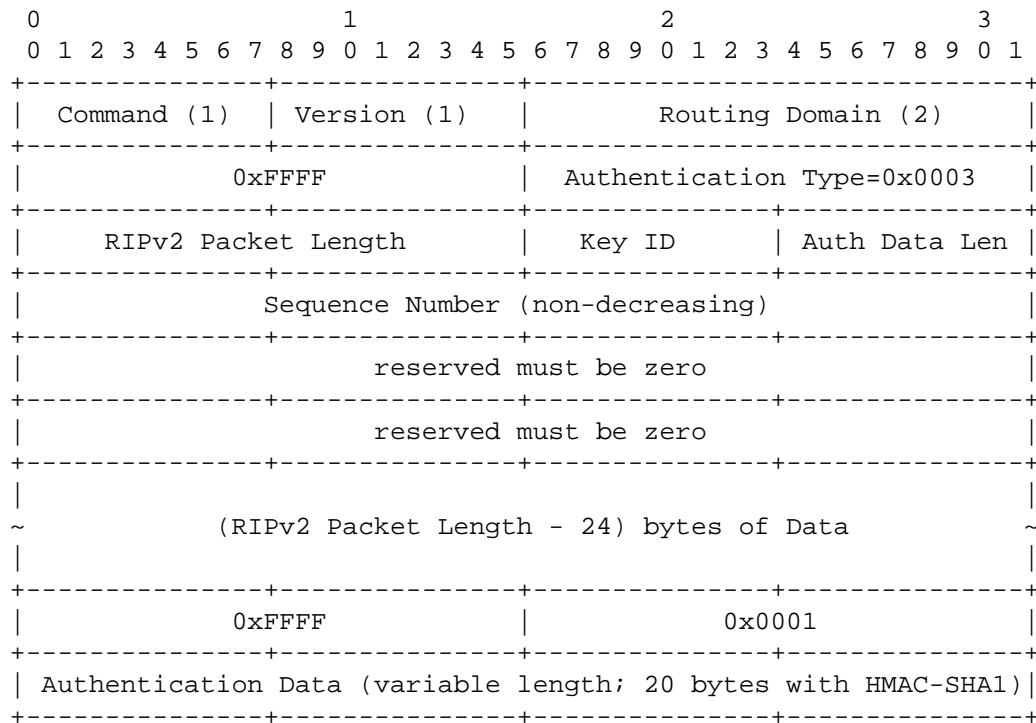 0                   1                   2                   3
 0 1 2 3 4 5 6 7 8 9 0 1 2 3 4 5 6 7 8 9 0 1 2 3 4 5 6 7 8 9 0 1
+---------------+---------------+-------------------------------+
|  Command (1)  | Version (1)   |        Routing Domain (2)     |
+---------------+---------------+-------------------------------+
|             0xFFFF            |  Authentication Type=0x0003   |
+---------------+---------------+---------------+---------------+
|     RIPv2 Packet Length       |   Key ID      | Auth Data Len |
+---------------+---------------+---------------+---------------+
|               Sequence Number (non-decreasing)                |
+---------------+---------------+---------------+---------------+
|                      reserved must be zero                    |
+---------------+---------------+---------------+---------------+
|                      reserved must be zero                    |
+---------------+---------------+---------------+---------------+
|                                                               |
~            (RIPv2 Packet Length - 24) bytes of Data           ~
|                                                               |
+---------------+---------------+---------------+---------------+
|             0xFFFF            |            0x0001             |
+---------------+---------------+---------------+---------------+
| Authentication Data (variable length; 20 bytes with HMAC-SHA1)|
+---------------+---------------+---------------+---------------+